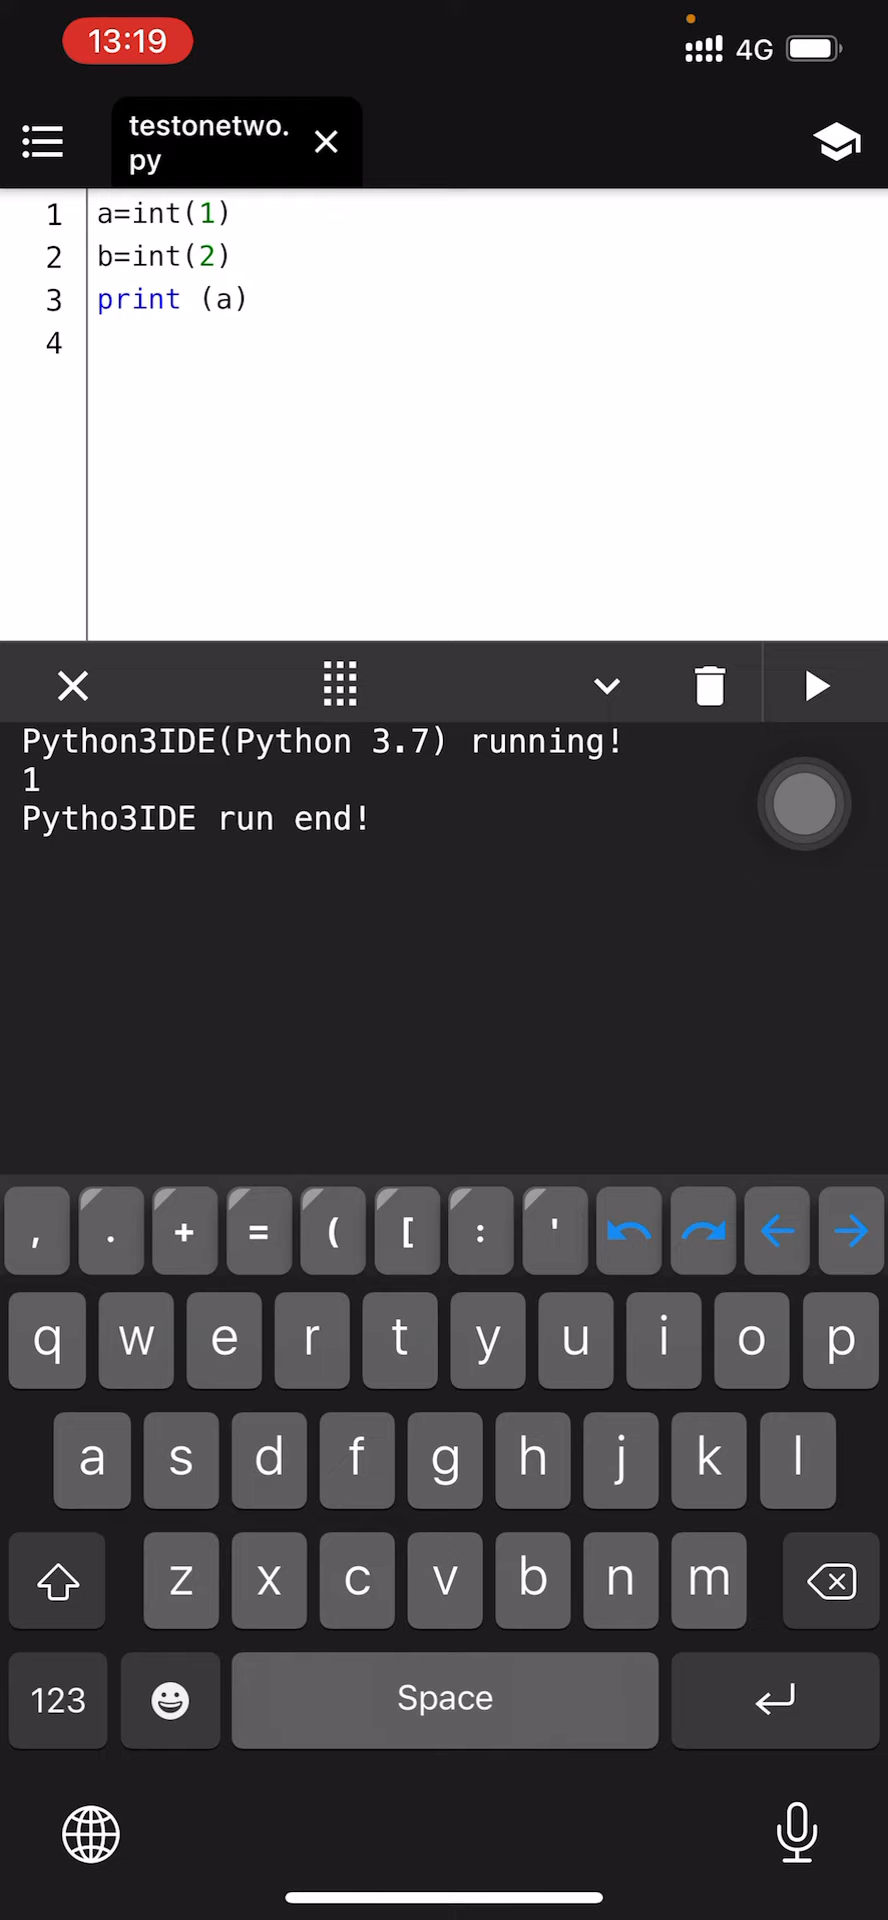 13:19
4G
testonetwo.
py
1 a=int(1)
2 b=int(2)
3 print (a)
4
Python3IDE(Python 3.7) running!
1
Pytho3IDE run end!
, . + = ( [ : '
q w e r t y u i o p
a s d f g h j k l
z x c v b n m
123 Space